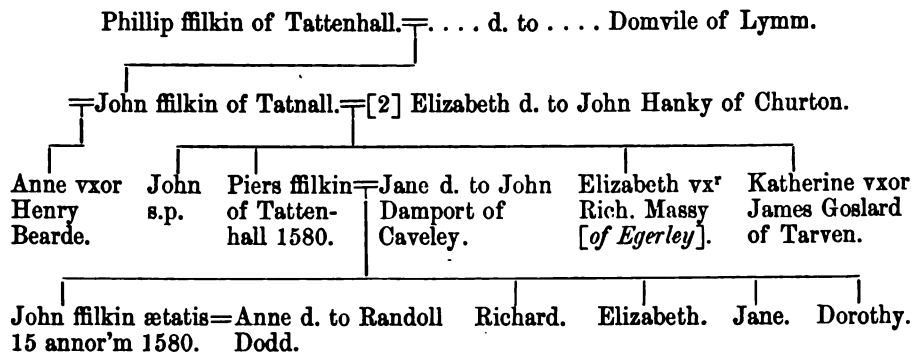 Phillip ffilkin of Tattenhall.=. . . . d. to . . . . Domvile of Lymm.
=John ffilkin of Tatnall.=[2] Elizabeth d. to John Hanky of Churton.
Anne vxor Henry Bearde.
John s.p.
Piers ffilkin of Tatten-hall 1580.=Jane d. to John Damport of Caveley.
Elizabeth vxʳ Rich. Massy [of Egerley].
Katherine vxor James Goslard of Tarven.
John ffilkin ætatis 15 annor'm 1580.=Anne d. to Randoll Dodd.
Richard.
Elizabeth.
Jane.
Dorothy.